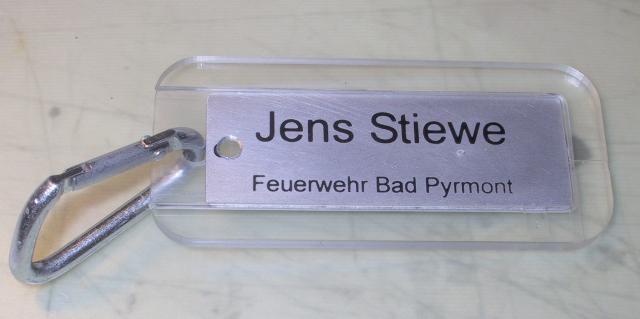 Jens Stiewe
Feuerwehr Bad Pyrmont